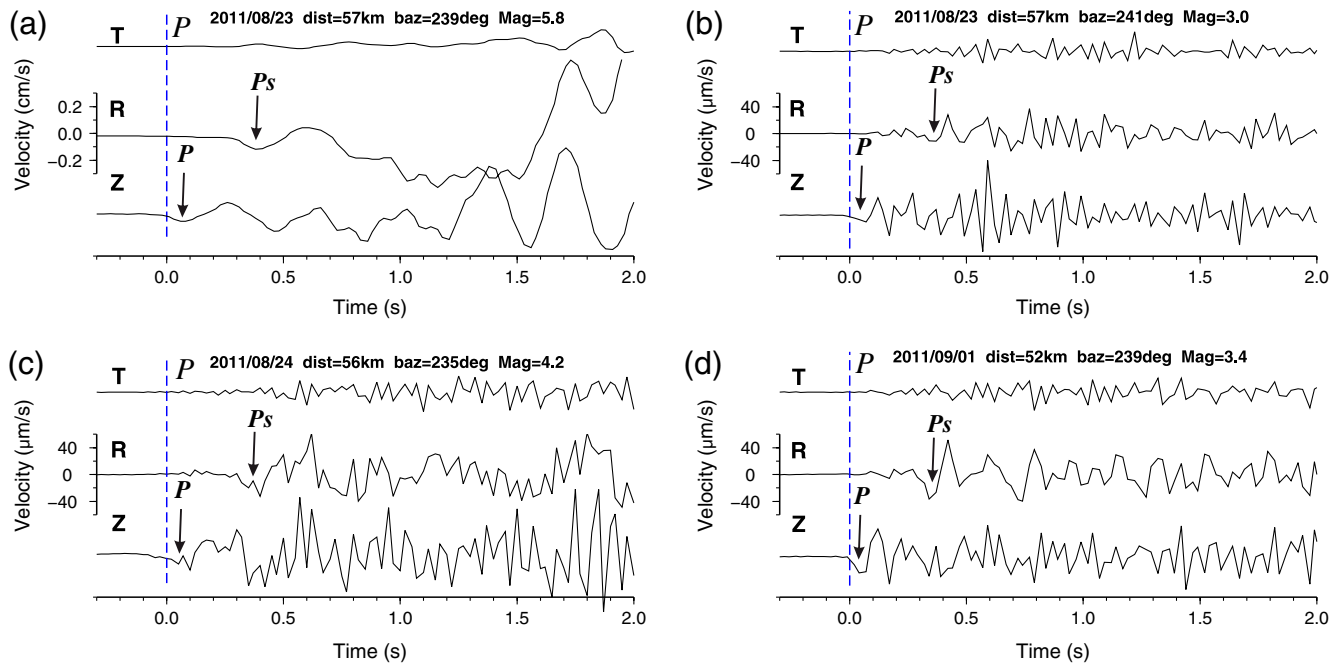 (a)
P
2011/08/23 dist=57km baz=239deg Mag=5.8
T
Ps
R
P
Z
Velocity (cm/s)
0.2
0.0
−0.2
0.0 0.5 1.0 1.5 2.0
Time (s)
(b)
P
2011/08/23 dist=57km baz=241deg Mag=3.0
T
Ps
R
P
Z
Velocity (μm/s)
40
0
−40
0.0 0.5 1.0 1.5 2.0
Time (s)
(c)
P
2011/08/24 dist=56km baz=235deg Mag=4.2
T
Ps
R
P
Z
Velocity (μm/s)
40
0
−40
0.0 0.5 1.0 1.5 2.0
Time (s)
(d)
P
2011/09/01 dist=52km baz=239deg Mag=3.4
T
Ps
R
P
Z
Velocity (μm/s)
40
0
−40
0.0 0.5 1.0 1.5 2.0
Time (s)